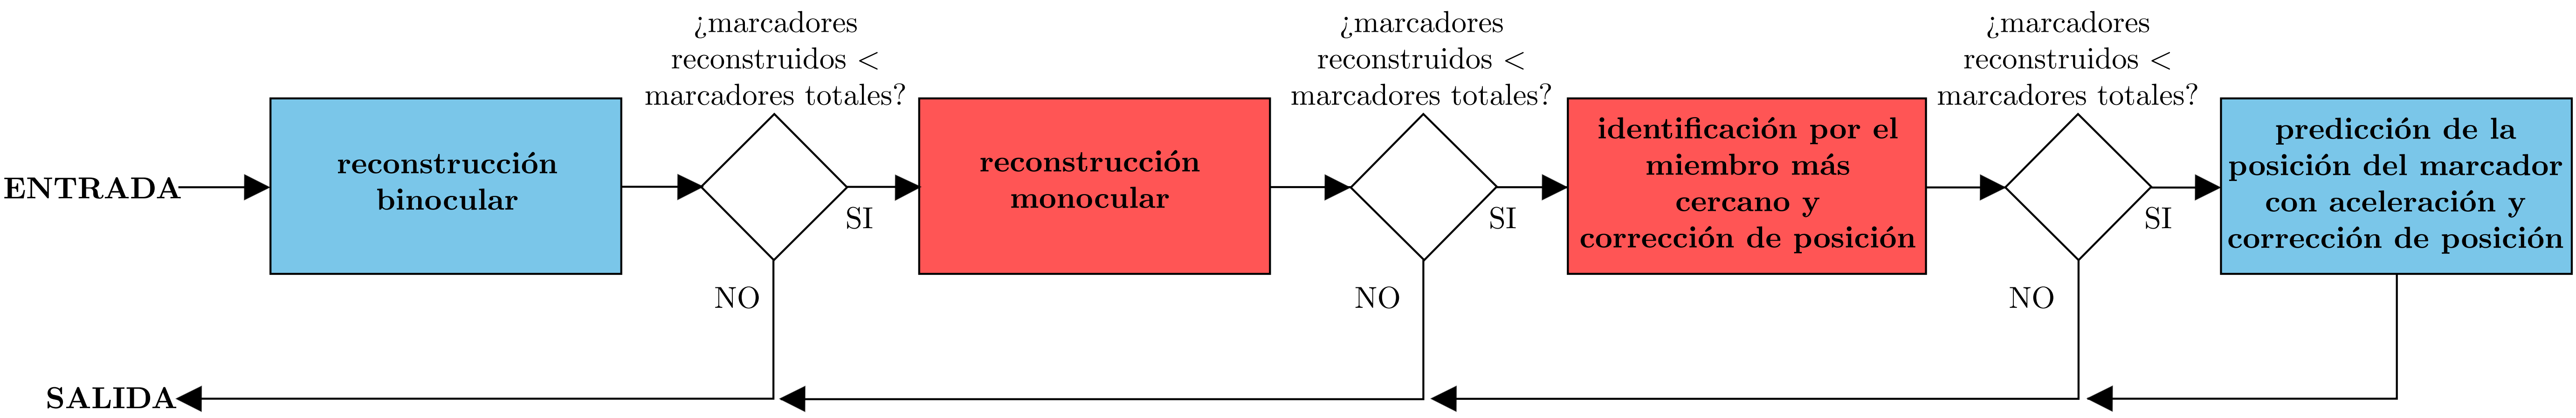 ENTRADA
reconstrucción
binocular
¿marcadores
reconstruidos <
marcadores totales?
SI
NO
reconstrucción
monocular
¿marcadores
reconstruidos <
marcadores totales?
SI
NO
identificación por el
miembro más
cercano y
corrección de posición
¿marcadores
reconstruidos <
marcadores totales?
SI
NO
predicción de la
posición del marcador
con aceleración y
corrección de posición
SALIDA